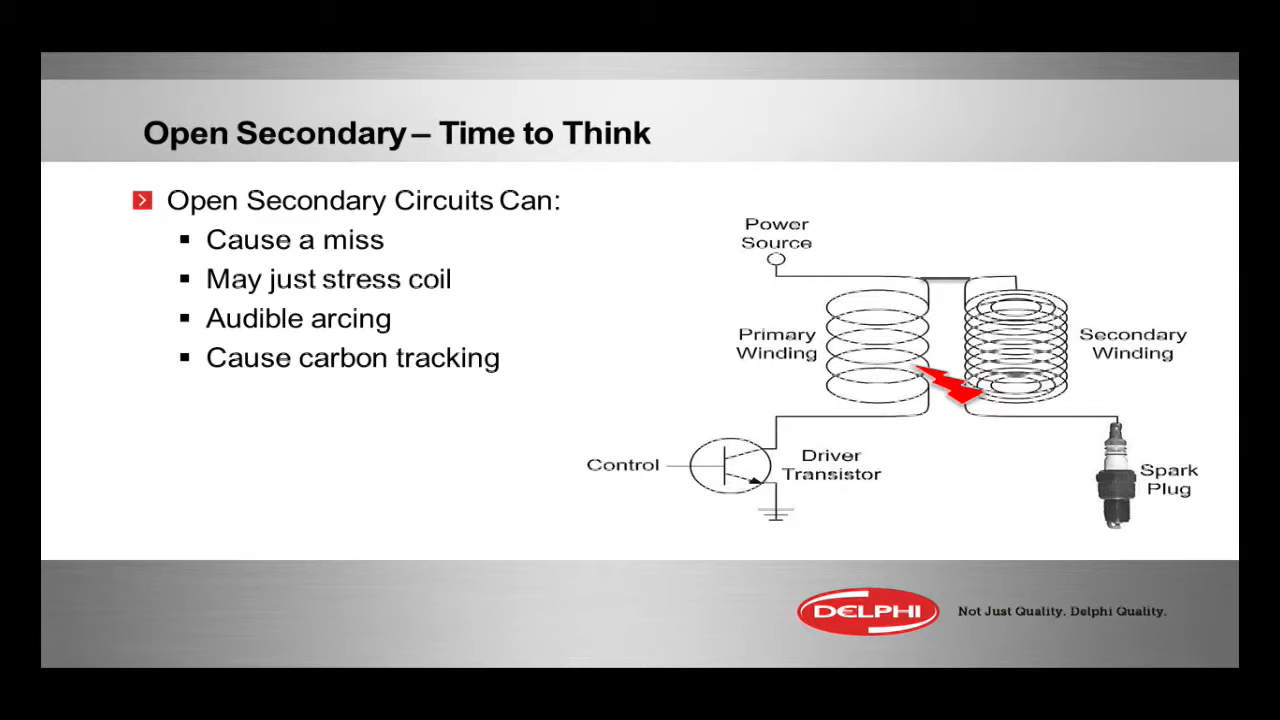 Open Secondary – Time to Think
Open Secondary Circuits Can:
Cause a miss
May just stress coil
Audible arcing
Cause carbon tracking
Power
Source
Primary
Winding
Secondary
Winding
Control
Driver
Transistor
Spark
Plug
DELPHI
Not Just Quality. Delphi Quality.